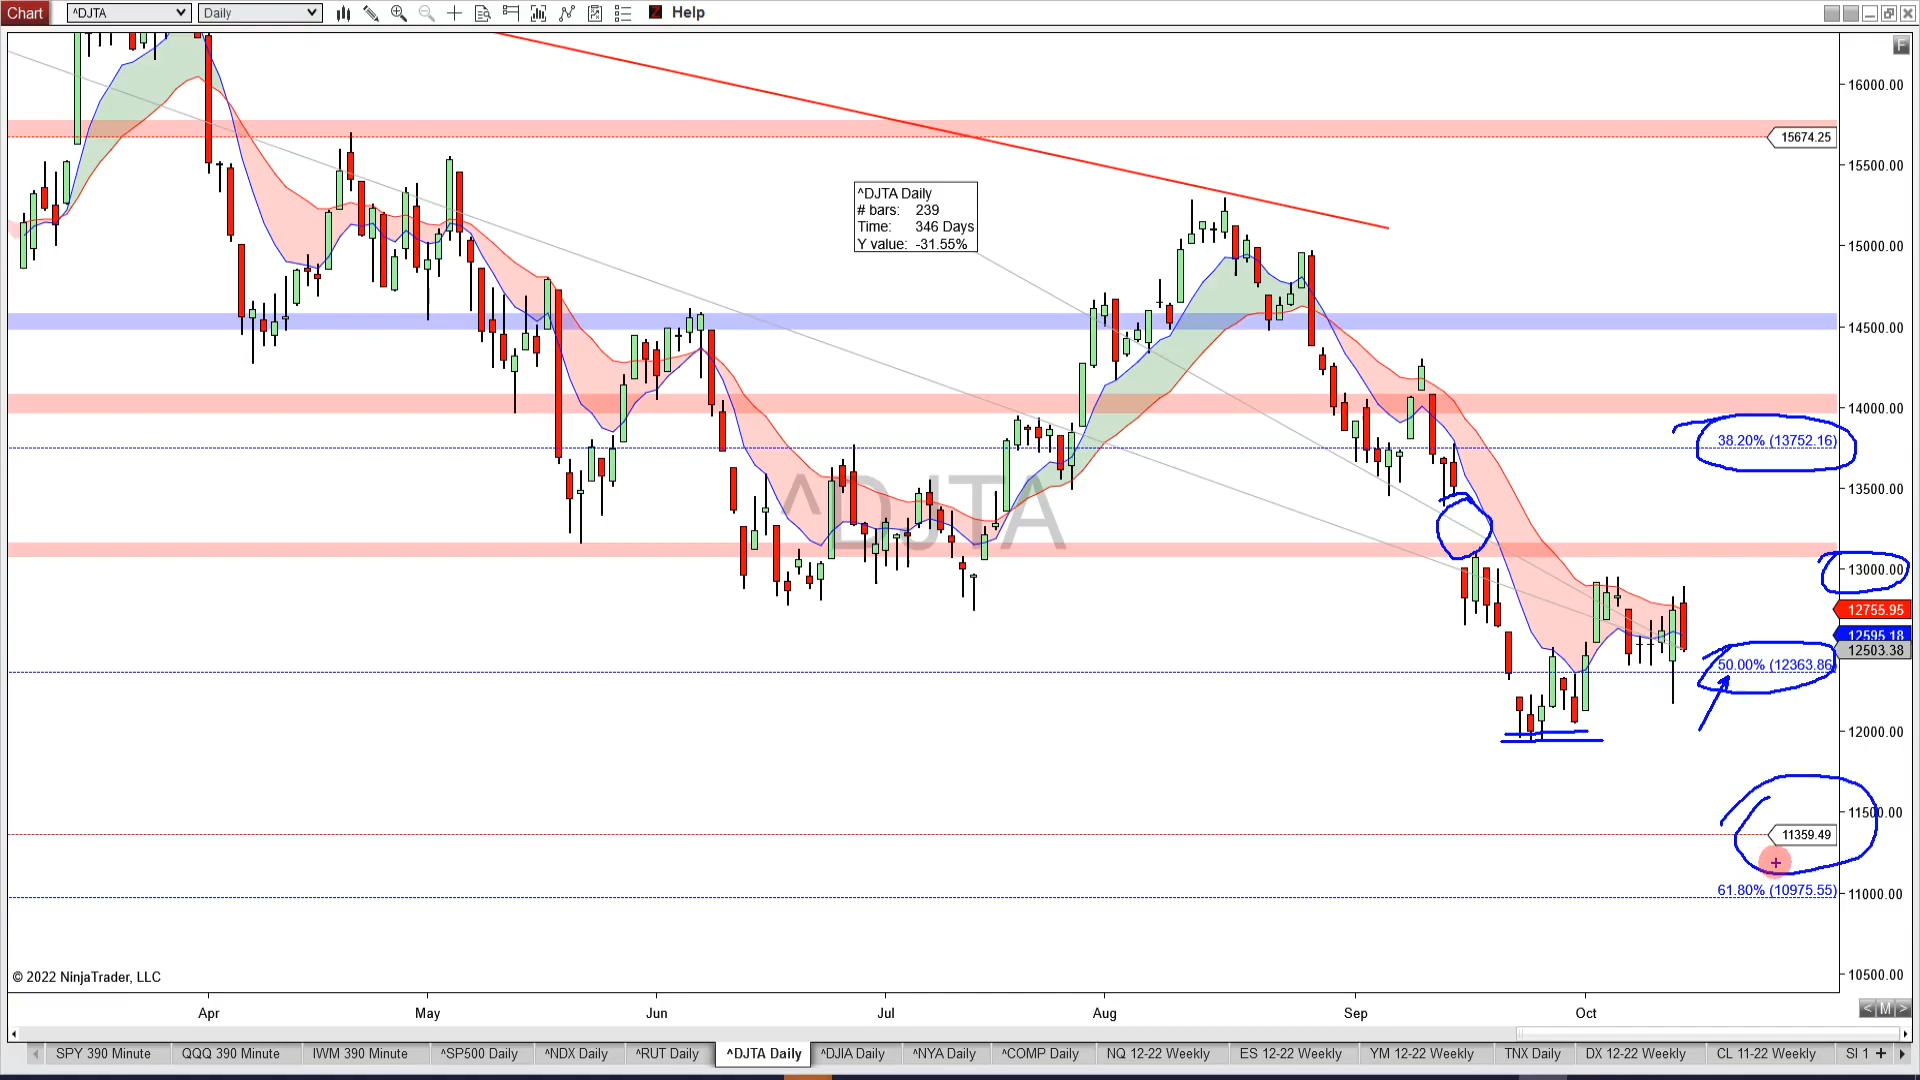 Chart ^DJTA Daily Help
F
16000.00
15674.25
15500.00
^DJTA Daily
# bars: 239
Time: 346 Days
Y value: -31.55%
15000.00
14500.00
14000.00
38.20% (13752.16)
13500.00
^DJTA
13000.00
12755.95
12595.18
12503.38
50.00% (12363.86
12000.00
11500.00
11359.49
61.80% (10975.55)
11000.00
10500.00
© 2022 NinjaTrader, LLC
Apr May Jun Jul Aug Sep Oct
< M >
SPY 390 Minute QQQ 390 Minute IWM 390 Minute ^SP500 Daily ^NDX Daily ^RUT Daily ^DJTA Daily ^DJIA Daily ^NYA Daily ^COMP Daily NQ 12-22 Weekly ES 12-22 Weekly YM 12-22 Weekly TNX Daily DX 12-22 Weekly CL 11-22 Weekly SI 1